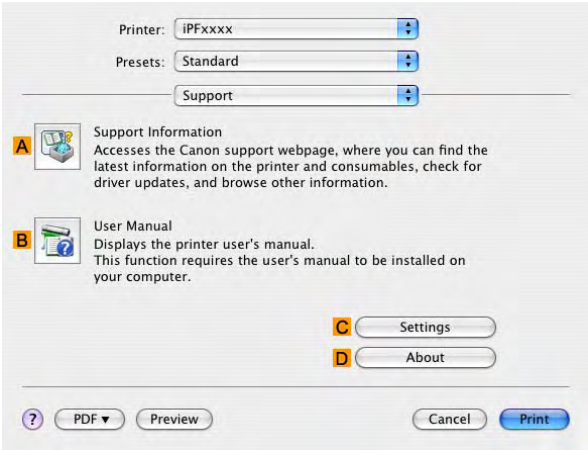 Printer: iPFxxxx
Presets: Standard
Support
A
Support Information
Accesses the Canon support webpage, where you can find the
latest information on the printer and consumables, check for
driver updates, and browse other information.
B
User Manual
Displays the printer user's manual.
This function requires the user's manual to be installed on
your computer.
C Settings
D About
? PDF ▼ Preview Cancel Print